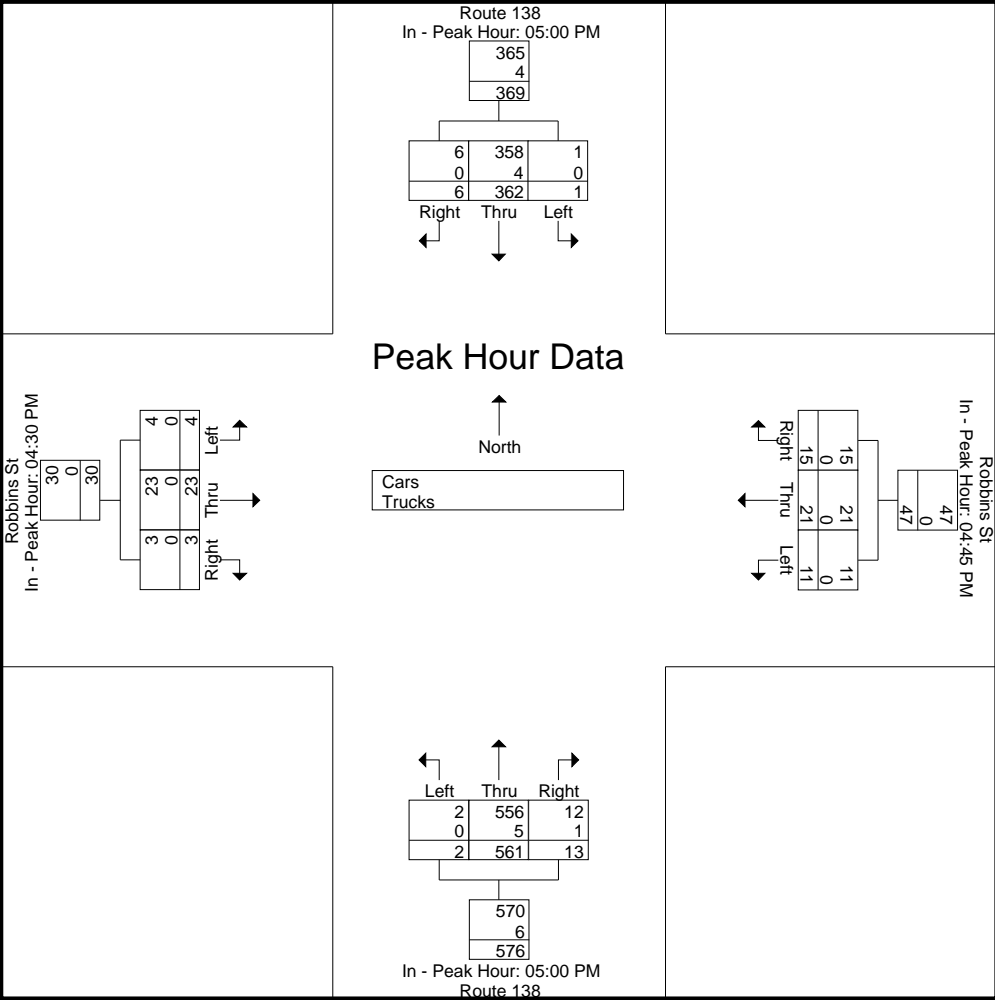 Route 138
In - Peak Hour: 05:00 PM
365
4
369
6 358 1
0 4 0
6 362 1
Right Thru Left
Peak Hour Data
North
Cars
Trucks
Robbins St
In - Peak Hour: 04:30 PM
30
0
30
4 23 3
0 0 0
4 23 3
Left Thru Right
Robbins St
In - Peak Hour: 04:45 PM
47
0
47
15 21 11
0 0 0
15 21 11
Right Thru Left
Left Thru Right
2 556 12
0 5 1
2 561 13
570
6
576
In - Peak Hour: 05:00 PM
Route 138